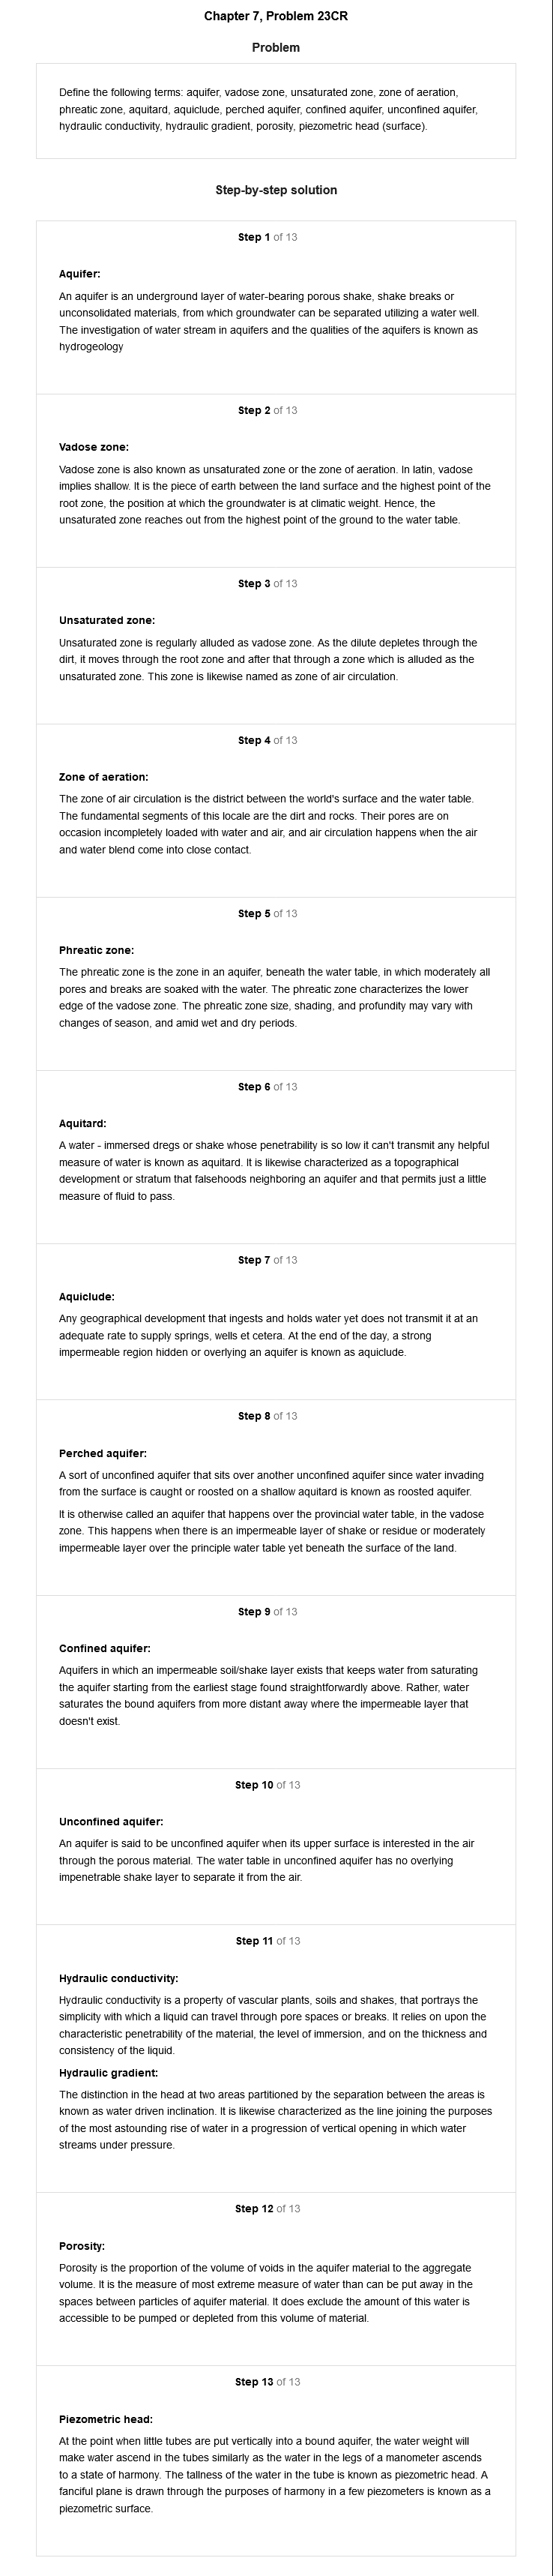 Chapter 7, Problem 23CR
Problem
Define the following terms: aquifer, vadose zone, unsaturated zone, zone of aeration,
phreatic zone, aquitard, aquiclude, perched aquifer, confined aquifer, unconfined aquifer,
hydraulic conductivity, hydraulic gradient, porosity, piezometric head (surface).
Step-by-step solution
Step 1 of 13
Aquifer:
An aquifer is an underground layer of water-bearing porous shake, shake breaks or
unconsolidated materials, from which groundwater can be separated utilizing a water well.
The investigation of water stream in aquifers and the qualities of the aquifers is known as
hydrogeology
Step 2 of 13
Vadose zone:
Vadose zone is also known as unsaturated zone or the zone of aeration. In latin, vadose
implies shallow. It is the piece of earth between the land surface and the highest point of the
root zone, the position at which the groundwater is at climatic weight. Hence, the
unsaturated zone reaches out from the highest point of the ground to the water table.
Step 3 of 13
Unsaturated zone:
Unsaturated zone is regularly alluded as vadose zone. As the dilute depletes through the
dirt, it moves through the root zone and after that through a zone which is alluded as the
unsaturated zone. This zone is likewise named as zone of air circulation.
Step 4 of 13
Zone of aeration:
The zone of air circulation is the district between the world's surface and the water table.
The fundamental segments of this locale are the dirt and rocks. Their pores are on
occasion incompletely loaded with water and air, and air circulation happens when the air
and water blend come into close contact.
Step 5 of 13
Phreatic zone:
The phreatic zone is the zone in an aquifer, beneath the water table, in which moderately all
pores and breaks are soaked with the water. The phreatic zone characterizes the lower
edge of the vadose zone. The phreatic zone size, shading, and profundity may vary with
changes of season, and amid wet and dry periods.
Step 6 of 13
Aquitard:
A water - immersed dregs or shake whose penetrability is so low it can't transmit any helpful
measure of water is known as aquitard. It is likewise characterized as a topographical
development or stratum that falsehoods neighboring an aquifer and that permits just a little
measure of fluid to pass.
Step 7 of 13
Aquiclude:
Any geographical development that ingests and holds water yet does not transmit it at an
adequate rate to supply springs, wells et cetera. At the end of the day, a strong
impermeable region hidden or overlying an aquifer is known as aquiclude.
Step 8 of 13
Perched aquifer:
A sort of unconfined aquifer that sits over another unconfined aquifer since water invading
from the surface is caught or roosted on a shallow aquitard is known as roosted aquifer.
It is otherwise called an aquifer that happens over the provincial water table, in the vadose
zone. This happens when there is an impermeable layer of shake or residue or moderately
impermeable layer over the principle water table yet beneath the surface of the land.
Step 9 of 13
Confined aquifer:
Aquifers in which an impermeable soil/shake layer exists that keeps water from saturating
the aquifer starting from the earliest stage found straightforwardly above. Rather, water
saturates the bound aquifers from more distant away where the impermeable layer that
doesn't exist.
Step 10 of 13
Unconfined aquifer:
An aquifer is said to be unconfined aquifer when its upper surface is interested in the air
through the porous material. The water table in unconfined aquifer has no overlying
impenetrable shake layer to separate it from the air.
Step 11 of 13
Hydraulic conductivity:
Hydraulic conductivity is a property of vascular plants, soils and shakes, that portrays the
simplicity with which a liquid can travel through pore spaces or breaks. It relies on upon the
characteristic penetrability of the material, the level of immersion, and on the thickness and
consistency of the liquid.
Hydraulic gradient:
The distinction in the head at two areas partitioned by the separation between the areas is
known as water driven inclination. It is likewise characterized as the line joining the purposes
of the most astounding rise of water in a progression of vertical opening in which water
streams under pressure.
Step 12 of 13
Porosity:
Porosity is the proportion of the volume of voids in the aquifer material to the aggregate
volume. It is the measure of most extreme measure of water than can be put away in the
spaces between particles of aquifer material. It does exclude the amount of this water is
accessible to be pumped or depleted from this volume of material.
Step 13 of 13
Piezometric head:
At the point when little tubes are put vertically into a bound aquifer, the water weight will
make water ascend in the tubes similarly as the water in the legs of a manometer ascends
to a state of harmony. The tallness of the water in the tube is known as piezometric head. A
fanciful plane is drawn through the purposes of harmony in a few piezometers is known as a
piezometric surface.